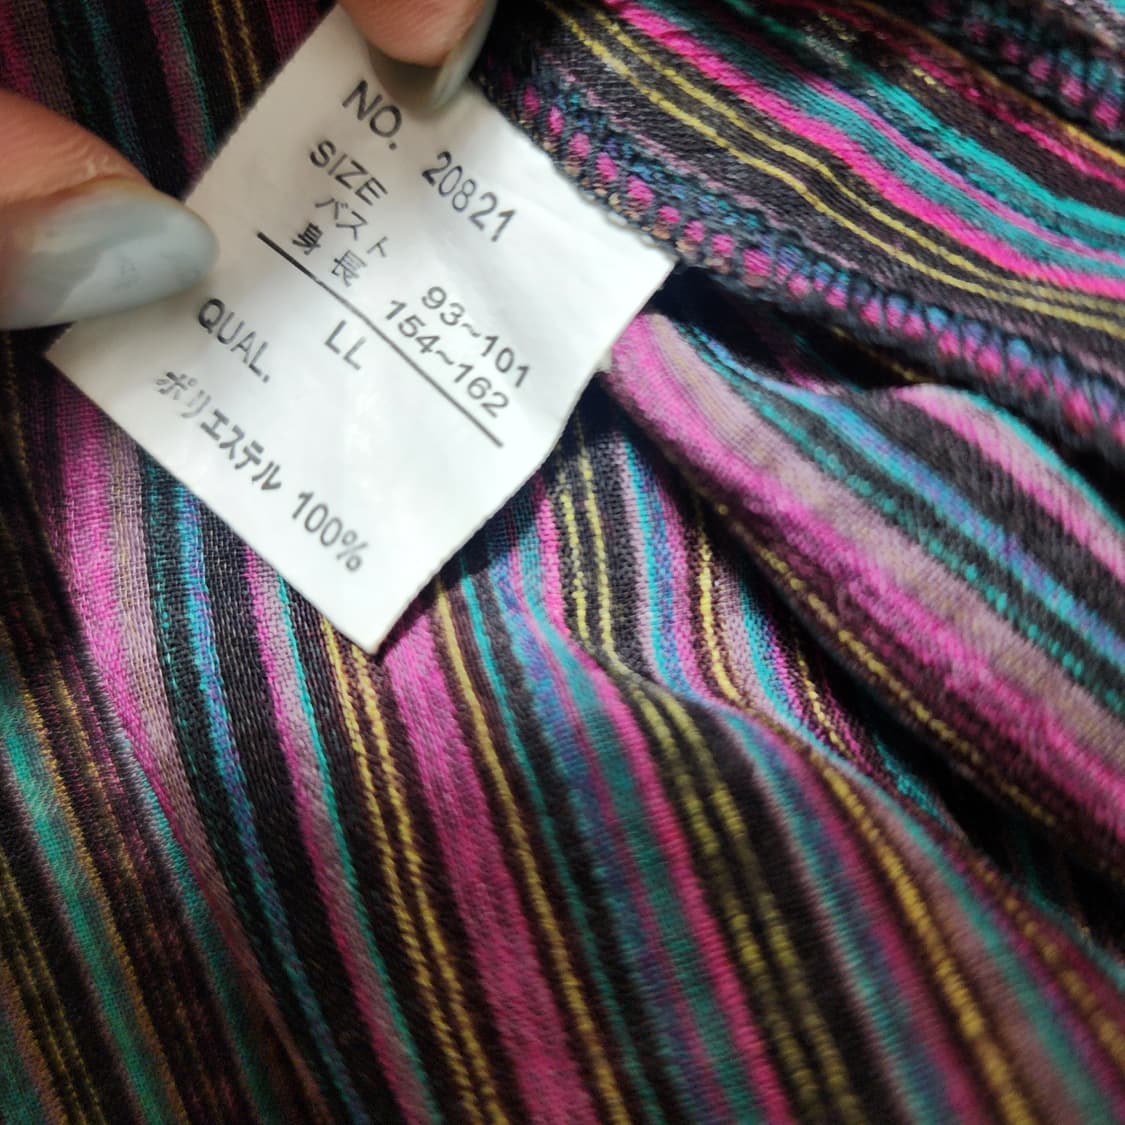 NO. 20821
SIZE
バスト 93~101
身長 154~162
LL
QUAL.
ポリエステル 100%